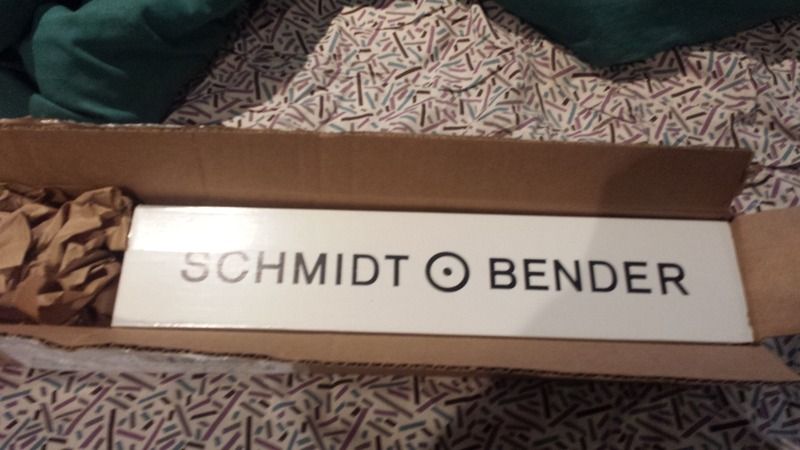 SCHMIDT ⊙ BENDER